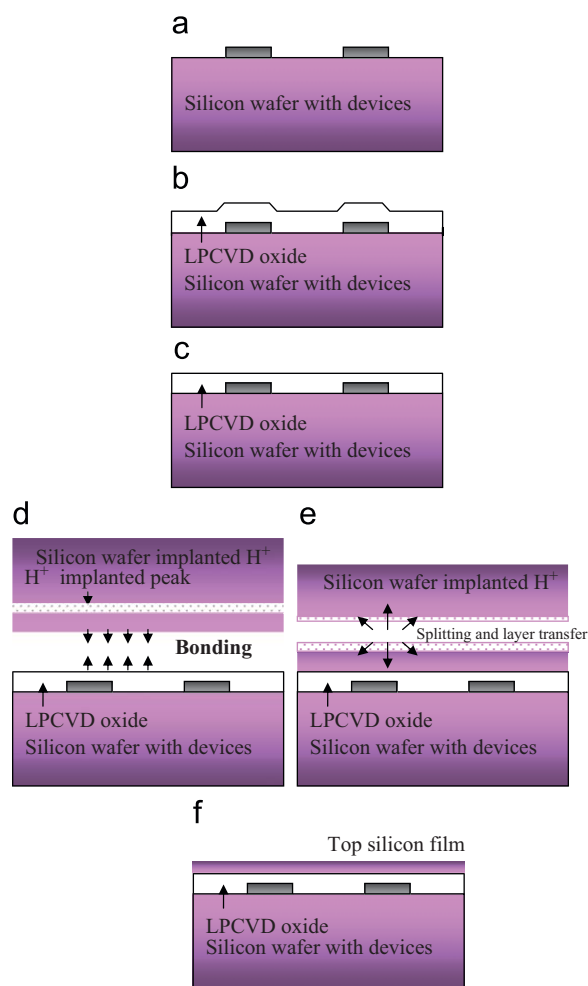 a
Silicon wafer with devices
b
LPCVD oxide
Silicon wafer with devices
c
LPCVD oxide
Silicon wafer with devices
d
Silicon wafer implanted H⁺
H⁺ implanted peak
Bonding
LPCVD oxide
Silicon wafer with devices
e
Silicon wafer implanted H⁺
Splitting and layer transfer
LPCVD oxide
Silicon wafer with devices
f
Top silicon film
LPCVD oxide
Silicon wafer with devices